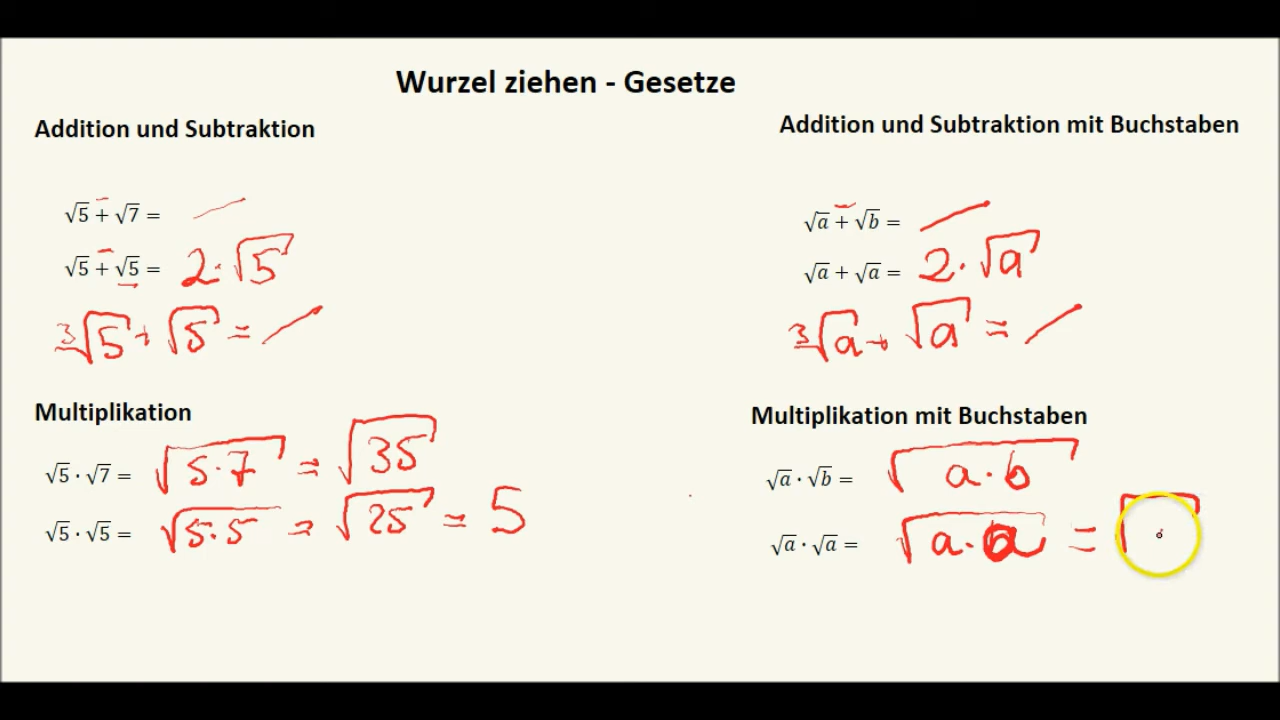 Wurzel ziehen - Gesetze
Addition und Subtraktion
√5 + √7 =
√5 + √5 = 2·√5
³√5 + √5 =
Multiplikation
√5 · √7 = √5·7 = √35
√5 · √5 = √5·5 = √25 = 5
Addition und Subtraktion mit Buchstaben
√a + √b =
√a + √a = 2·√a
³√a + √a =
Multiplikation mit Buchstaben
√a · √b = √a·b
√a · √a = √a·a = √